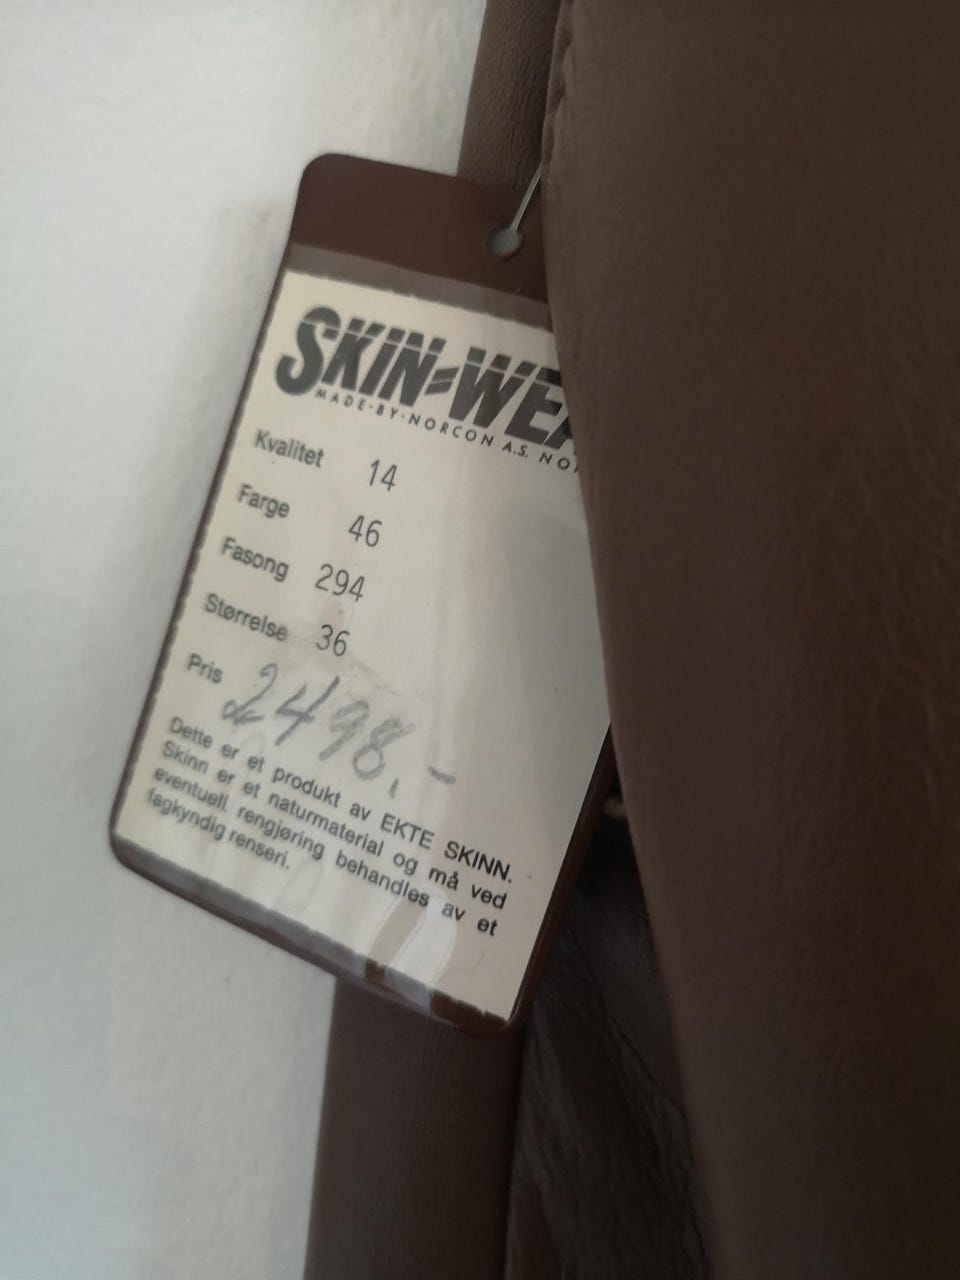 SKIN-WEA
MADE·BY·NORCON A.S. NO
Kvalitet 14
Farge 46
Fasong 294
Størrelse 36
Pris 2498,-
Dette er et produkt av EKTE SKINN.
Skinn er et naturmaterial og må ved
eventuell rengjøring behandles av et
fagkyndig renseri.